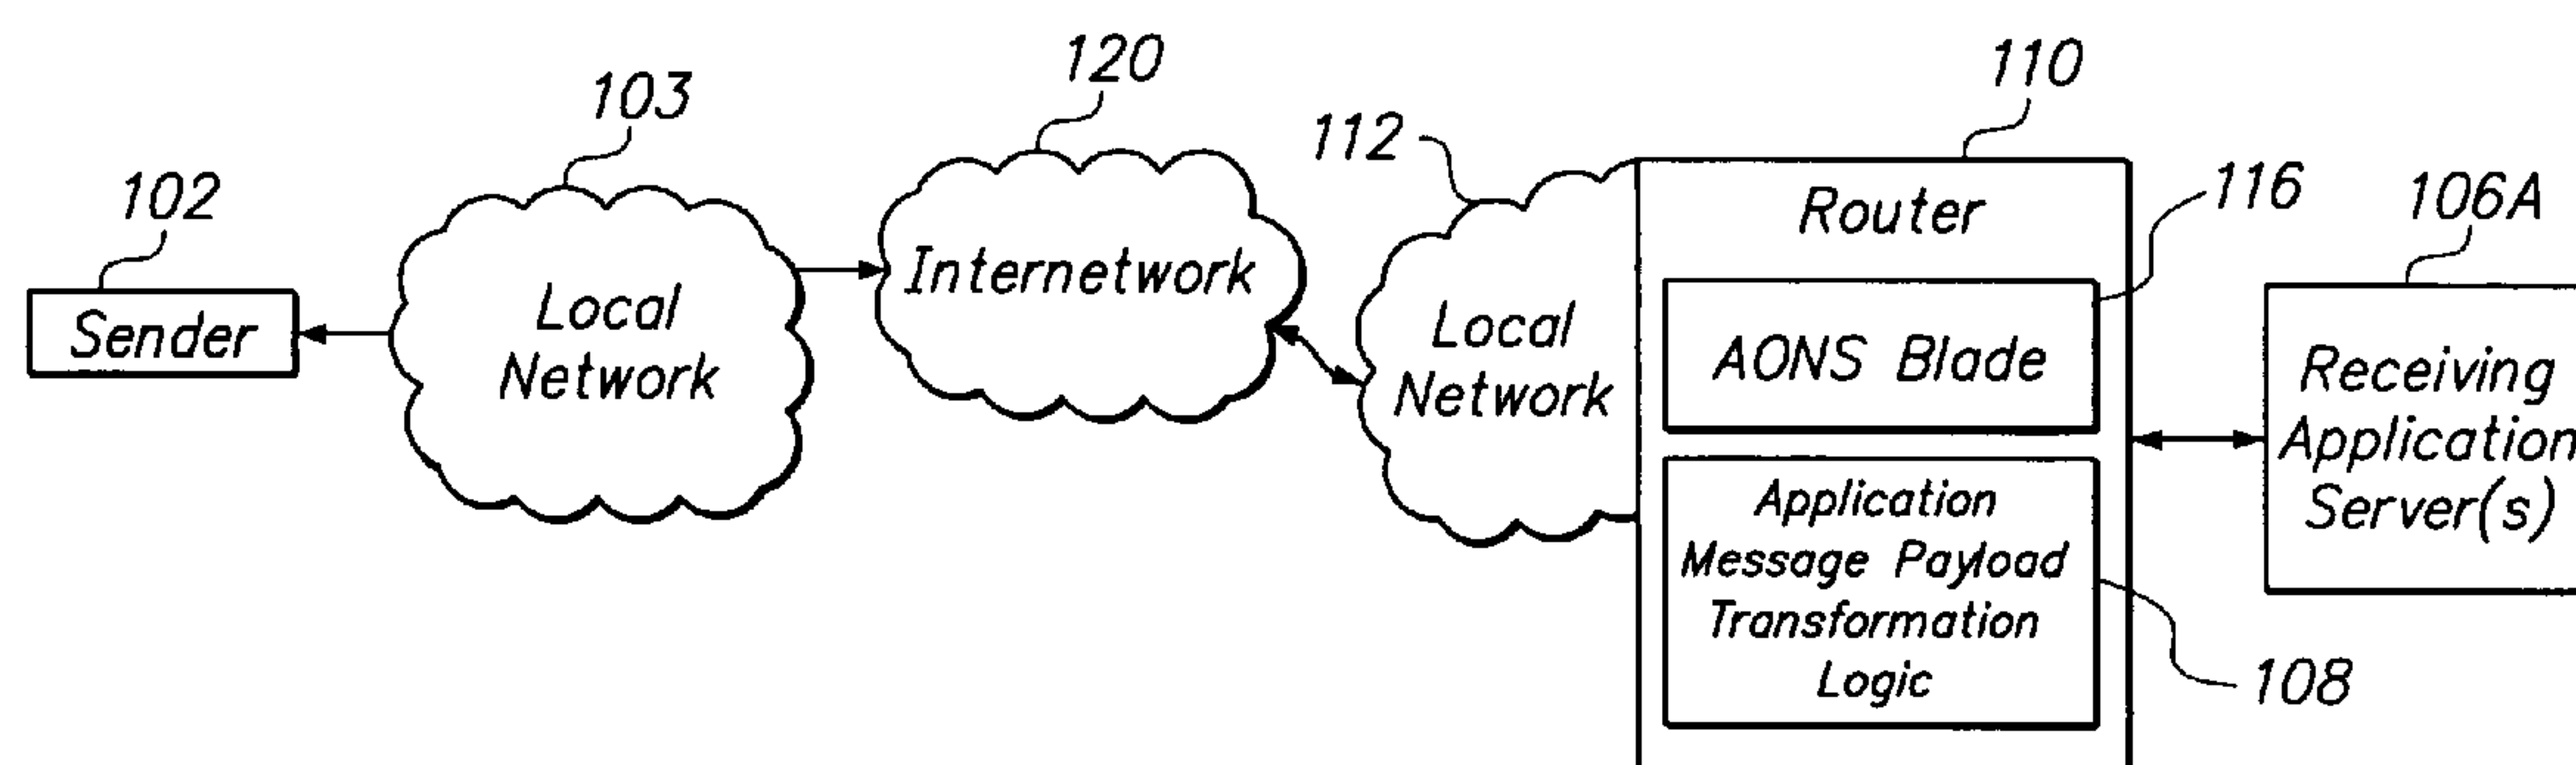 120
110
103
112
116
102
106A
Router
Internetwork
Local
Network
Sender
Local
Network
AONS Blade
Receiving
Application
Server(s)
Application
Message Payload
Transformation
Logic
108